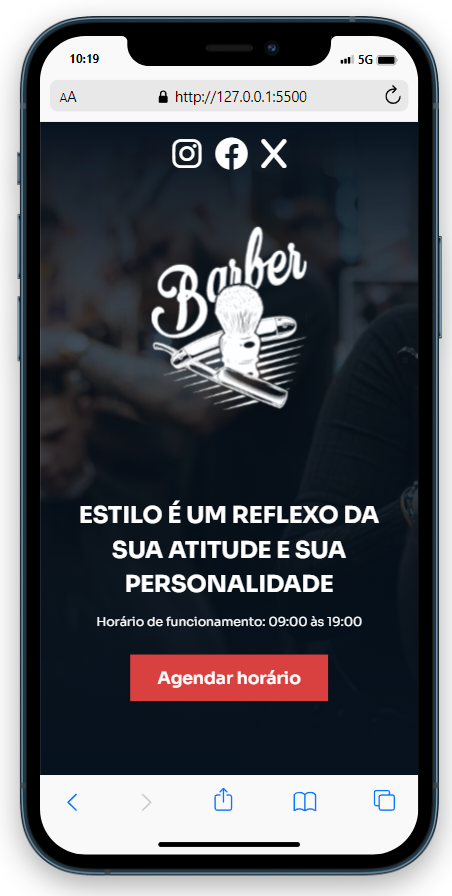 10:19
5G
AA
http://127.0.0.1:5500
Barber
ESTILO É UM REFLEXO DA
SUA ATITUDE E SUA
PERSONALIDADE
Horário de funcionamento: 09:00 às 19:00
Agendar horário